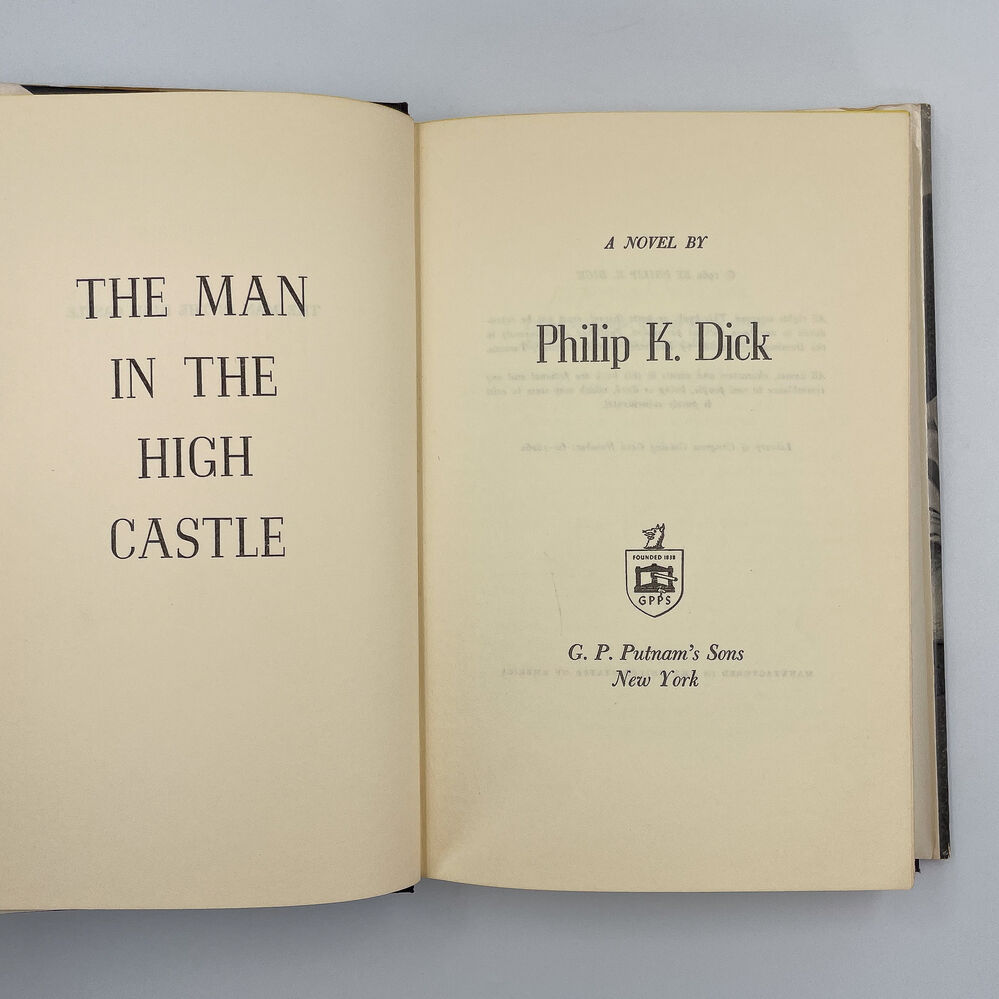 THE MAN
IN THE
HIGH
CASTLE
A NOVEL BY
Philip K. Dick
FOUNDED 1838
GPPS
G. P. Putnam's Sons
New York